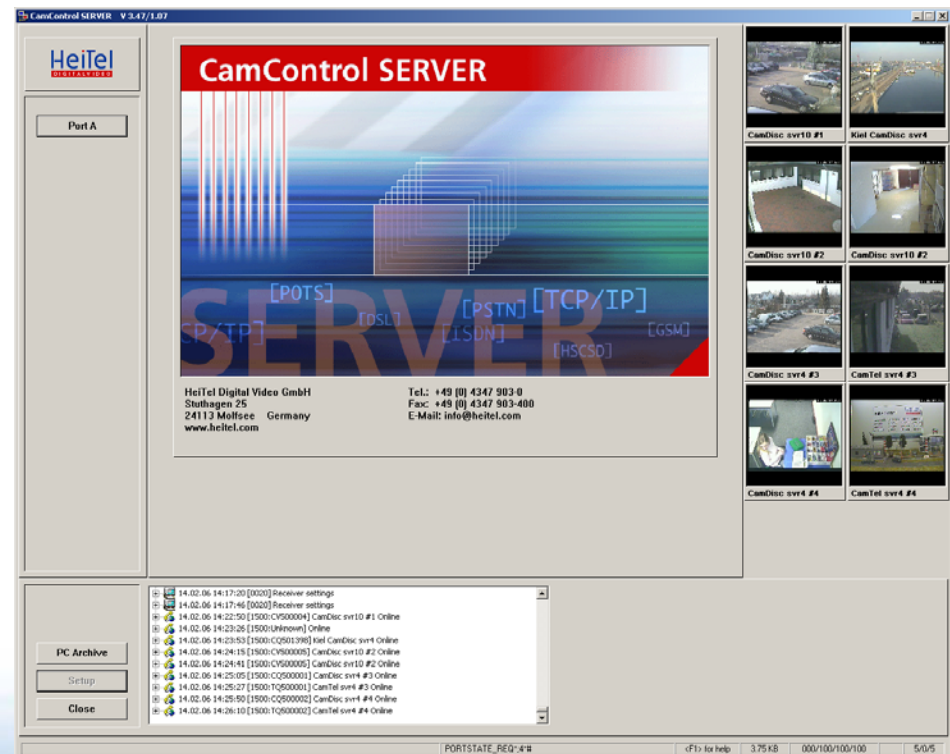 CamControl SERVER V 3.47/1.07
HeiTel
DIGITALVIDEO
Port A
CamControl SERVER
[POTS]
[DSL]
[PSTN]
[TCP/IP]
CP/IP]
[ISDN]
[GSM]
[HSCSD]
SERVER
HeiTel Digital Video GmbH
Stuthagen 25
24113 Molfsee Germany
www.heitel.com
Tel.: +49 (0) 4347 903-0
Fax: +49 (0) 4347 903-400
E-Mail: info@heitel.com
CamDisc svr10 #1
Kiel CamDisc svr4
CamDisc svr10 #2
CamDisc svr10 #2
CamDisc svr4 #3
CamTel svr4 #3
CamDisc svr4 #4
CamTel svr4 #4
PC Archive
Setup
Close
14.02.06 14:17:20 [0020] Receiver settings
14.02.06 14:17:46 [0020] Receiver settings
14.02.06 14:22:50 [1500:CV500004] CamDisc svr10 #1 Online
14.02.06 14:23:26 [1500:Unknown] Online
14.02.06 14:23:53 [1500:CQ501398] Kiel CamDisc svr4 Online
14.02.06 14:24:15 [1500:CV500005] CamDisc svr10 #2 Online
14.02.06 14:24:41 [1500:CV500005] CamDisc svr10 #2 Online
14.02.06 14:25:05 [1500:CQ500001] CamDisc svr4 #3 Online
14.02.06 14:25:27 [1500:TQ500001] CamTel svr4 #3 Online
14.02.06 14:25:50 [1500:CQ500002] CamDisc svr4 #4 Online
14.02.06 14:26:10 [1500:TQ500002] CamTel svr4 #4 Online
PORTSTATE_REQ*;4*#
<F1> for help
3.75 KB
000/100/100/100
5/0/5